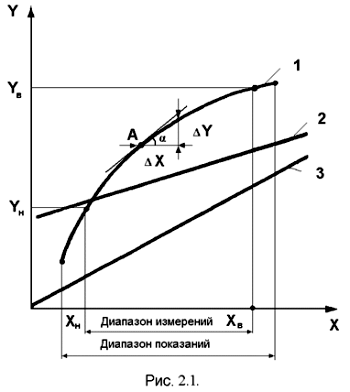 Y
1
Yв
A
ΔY
α
ΔX
2
3
Yн
Xн
Диапазон измерений
Xв
X
Диапазон показаний
Рис. 2.1.